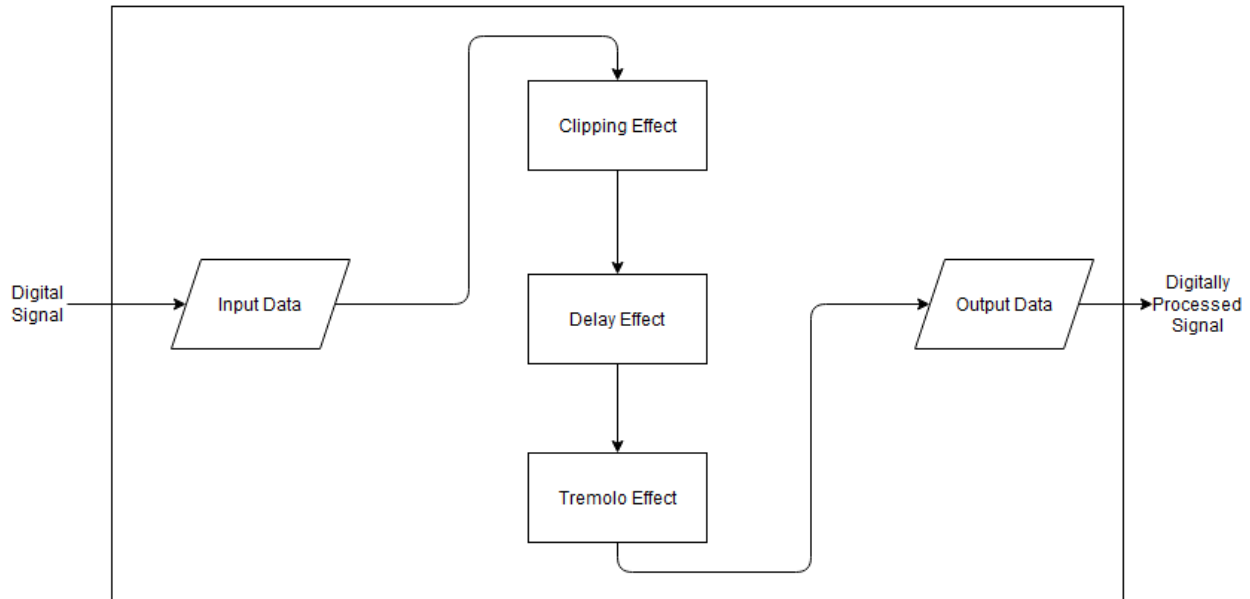 Clipping Effect
Digital
Signal
Input Data
Delay Effect
Output Data
Digitally
Processed
Signal
Tremolo Effect